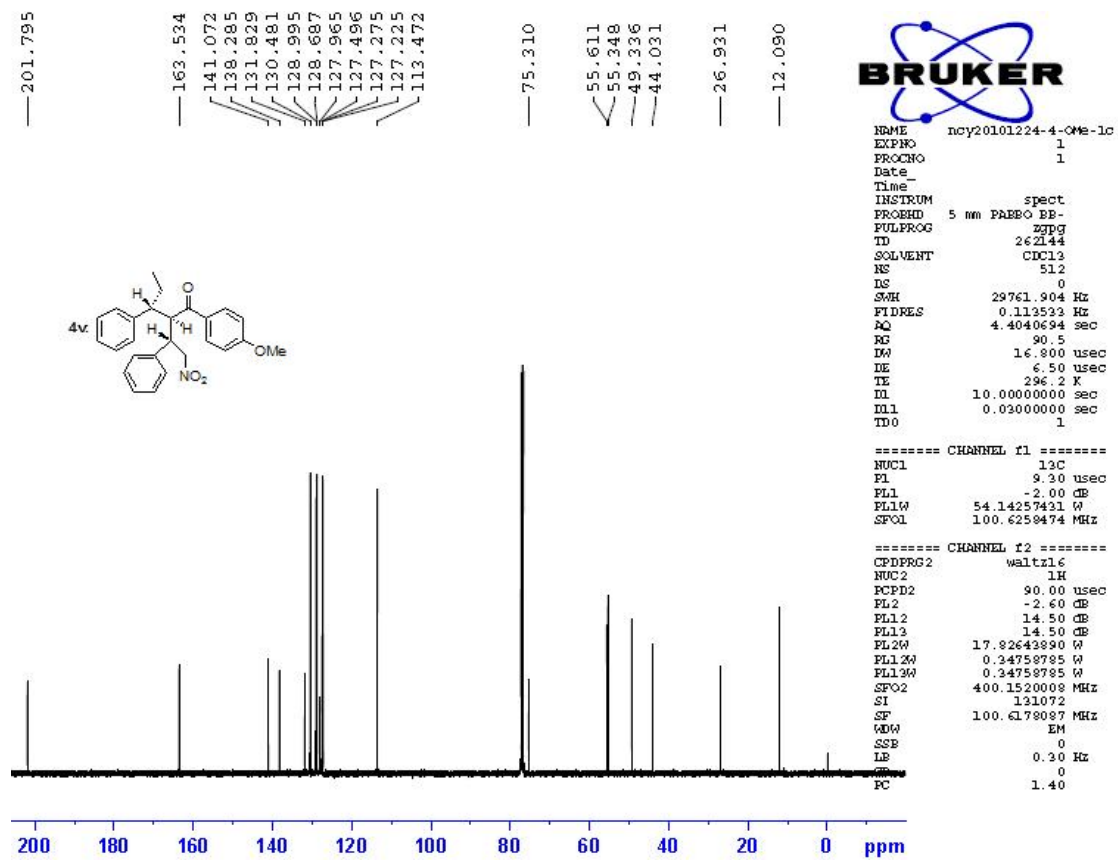 201.795
163.534
141.072
138.285
131.829
130.481
128.995
128.687
127.965
127.496
127.275
127.225
113.472
75.310
55.611
55.348
49.336
44.031
26.931
12.090
BRUKER
NAME ncy20101224-4-OMe-1c
EXPNO 1
PROCNO 1
Date_
Time
INSTRUM spect
PROBHD 5 mm PABBO BB-
PULPROG zgpg
TD 262144
SOLVENT CDCl3
NS 512
DS 0
SWH 29761.904 Hz
FIDRES 0.113533 Hz
AQ 4.4040694 sec
RG 90.5
DW 16.800 usec
DE 6.50 usec
TE 296.2 K
D1 10.00000000 sec
D11 0.03000000 sec
TD0 1
======== CHANNEL f1 ========
NUC1 13C
P1 9.30 usec
PL1 -2.00 dB
PL1W 54.14257431 W
SFO1 100.6258474 MHz
======== CHANNEL f2 ========
CPDPRG2 waltz16
NUC2 1H
PCPD2 90.00 usec
PL2 -2.60 dB
PL12 14.50 dB
PL13 14.50 dB
PL2W 17.82643890 W
PL12W 0.34758785 W
PL13W 0.34758785 W
SFO2 400.1520008 MHz
SI 131072
SF 100.6178087 MHz
WDW EM
SSB 0
LB 0.30 Hz
0
PC 1.40
4v:
H
O
H
H
OMe
NO2
200 180 160 140 120 100 80 60 40 20 0 ppm